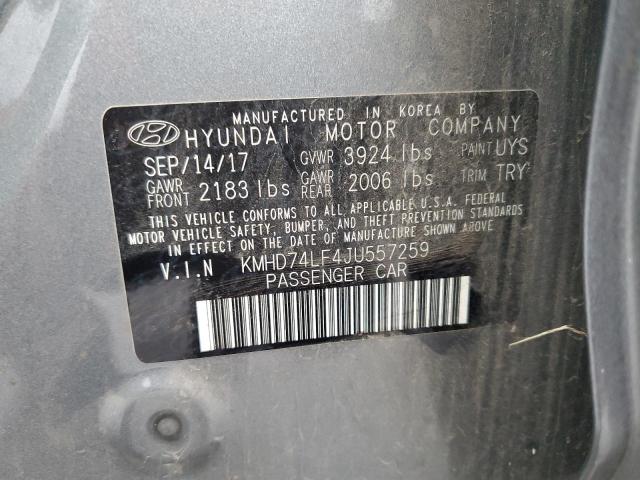 MANUFACTURED IN KOREA BY
HYUNDAI MOTOR COMPANY
SEP/14/17 GVWR 3924 lbs PAINT UYS
GAWR FRONT 2183 lbs GAWR REAR 2006 lbs TRIM TRY
THIS VEHICLE CONFORMS TO ALL APPLICABLE U.S.A. FEDERAL
MOTOR VEHICLE SAFETY, BUMPER, AND THEFT PREVENTION STANDARDS
IN EFFECT ON THE DATE OF MANUFACTURE SHOWN ABOVE.
V.I.N KMHD74LF4JU557259
PASSENGER CAR